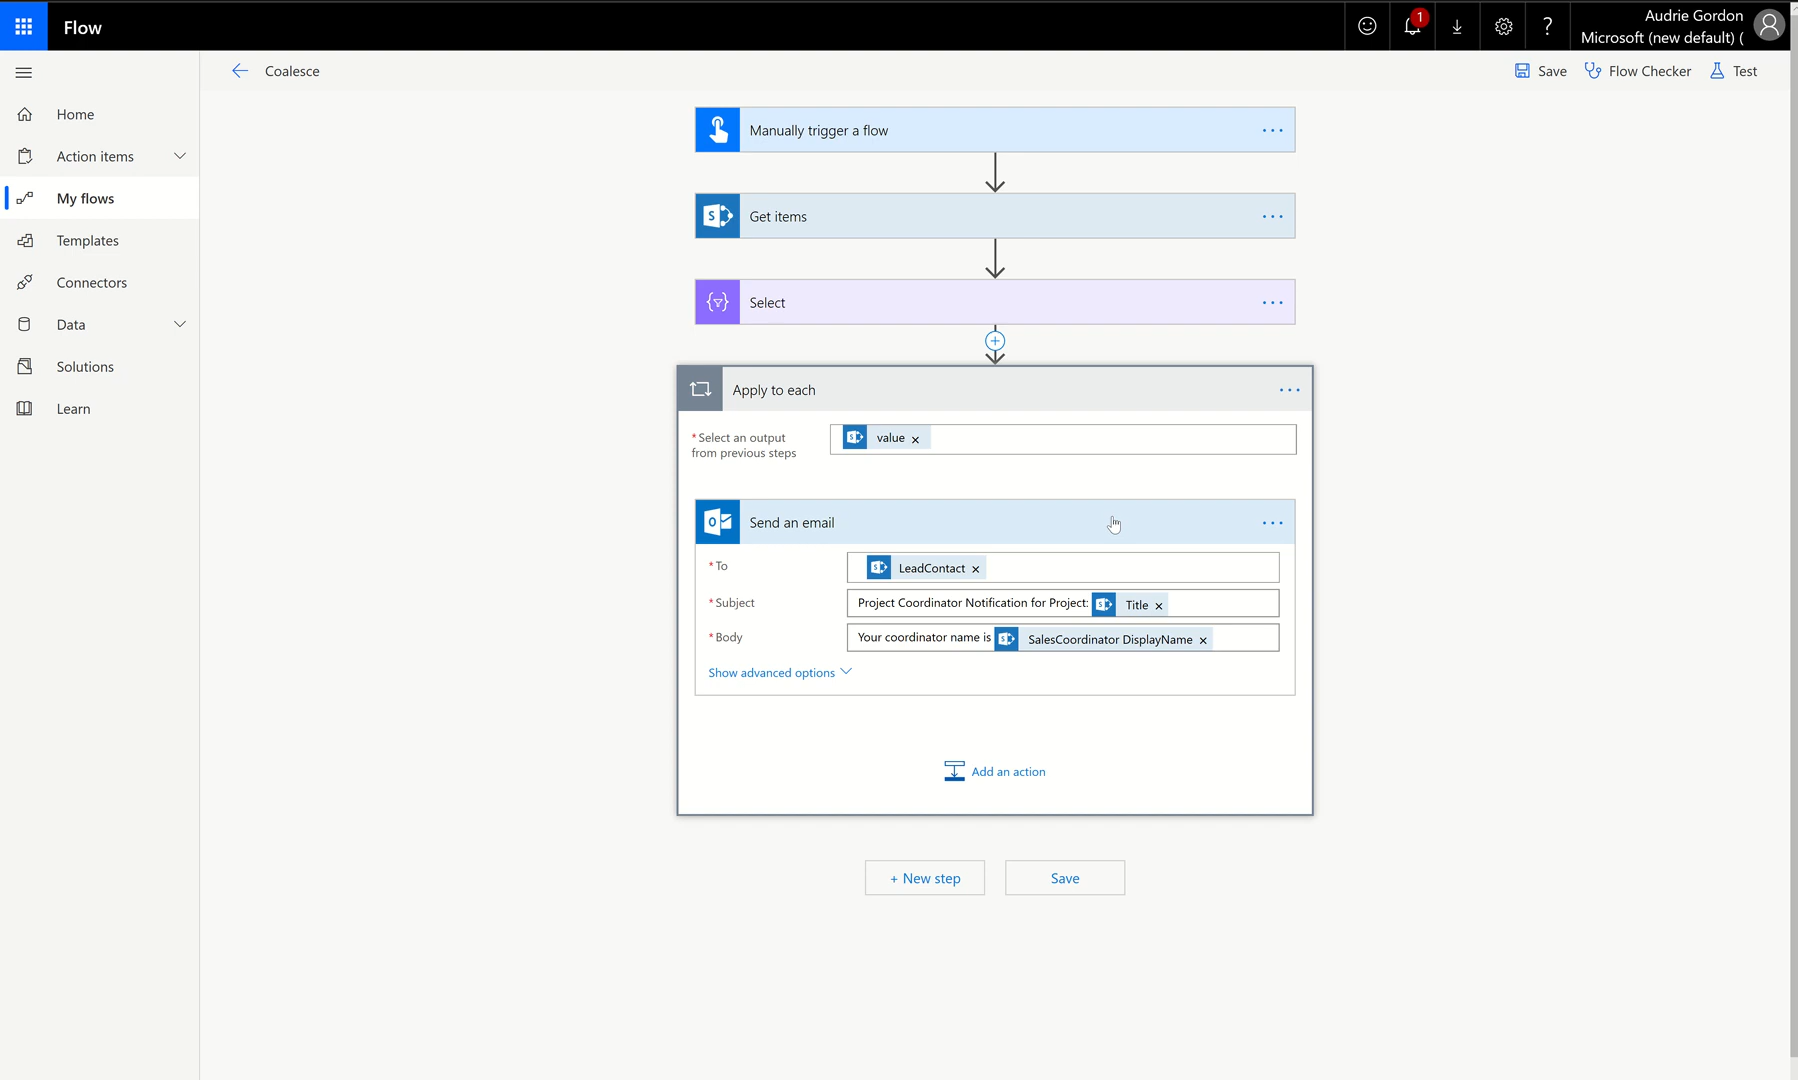 Flow
1
Audrie Gordon
Microsoft (new default) (
?
Coalesce
Save
Flow Checker
Test
Home
Action items
My flows
Templates
Connectors
Data
Solutions
Learn
Manually trigger a flow
S Get items
Select
Apply to each
* Select an output
from previous steps
S value ×
O Send an email
* To
S LeadContact ×
* Subject
Project Coordinator Notification for Project: S Title ×
* Body
Your coordinator name is S SalesCoordinator DisplayName ×
Show advanced options
Add an action
+ New step
Save